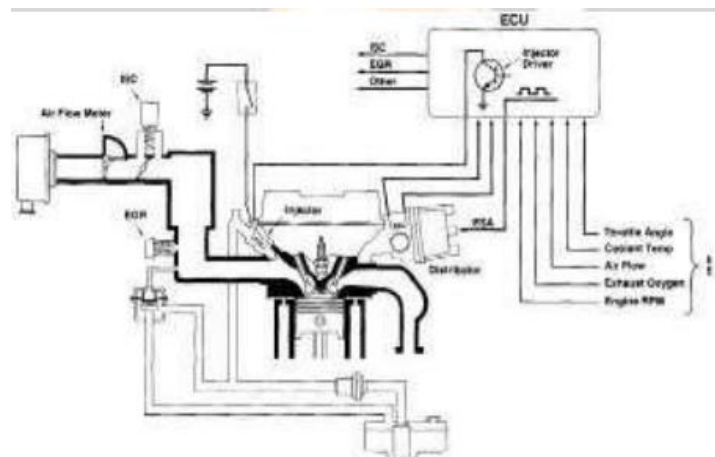 ECU
ISC
EGR
Other
Injector
Driver
ISC
Air Flow Meter
EGR
Injector
ESA
Distributor
Throttle Angle
Coolant Temp
Air Flow
Exhaust Oxygen
Engine RPM